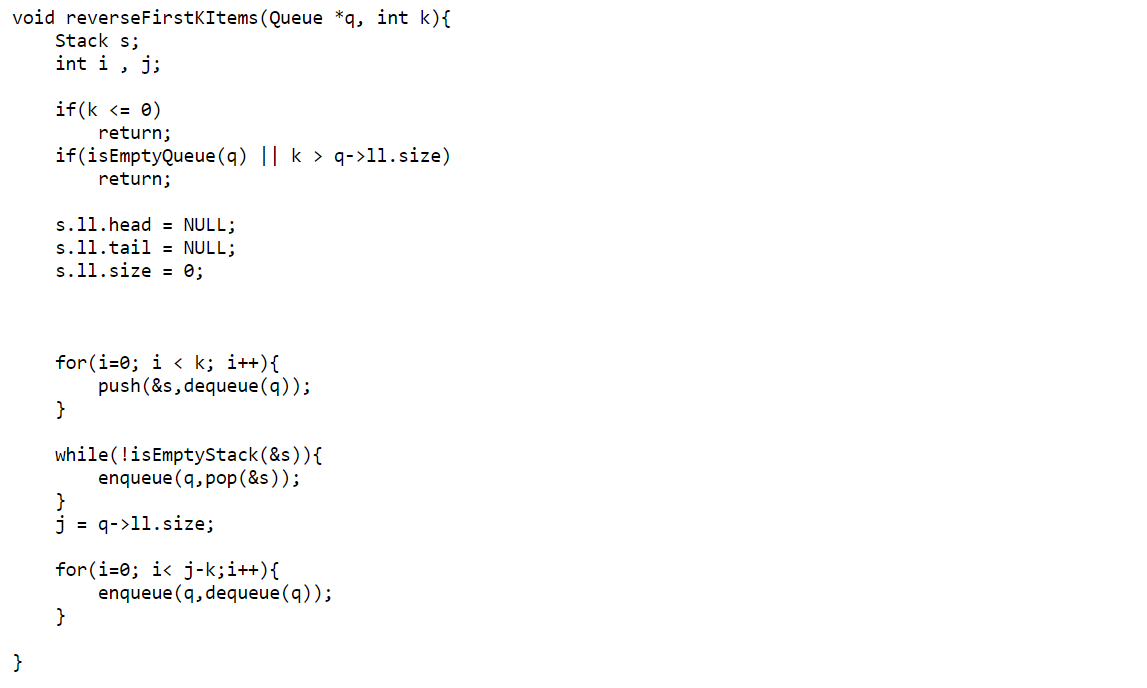 void reverseFirstKItems(Queue *q, int k){
    Stack s;
    int i , j;

    if(k <= 0)
        return;
    if(isEmptyQueue(q) || k > q->ll.size)
        return;

    s.ll.head = NULL;
    s.ll.tail = NULL;
    s.ll.size = 0;

    for(i=0; i < k; i++){
        push(&s,dequeue(q));
    }

    while(!isEmptyStack(&s)){
        enqueue(q,pop(&s));
    }
    j = q->ll.size;

    for(i=0; i< j-k;i++){
        enqueue(q,dequeue(q));
    }

}